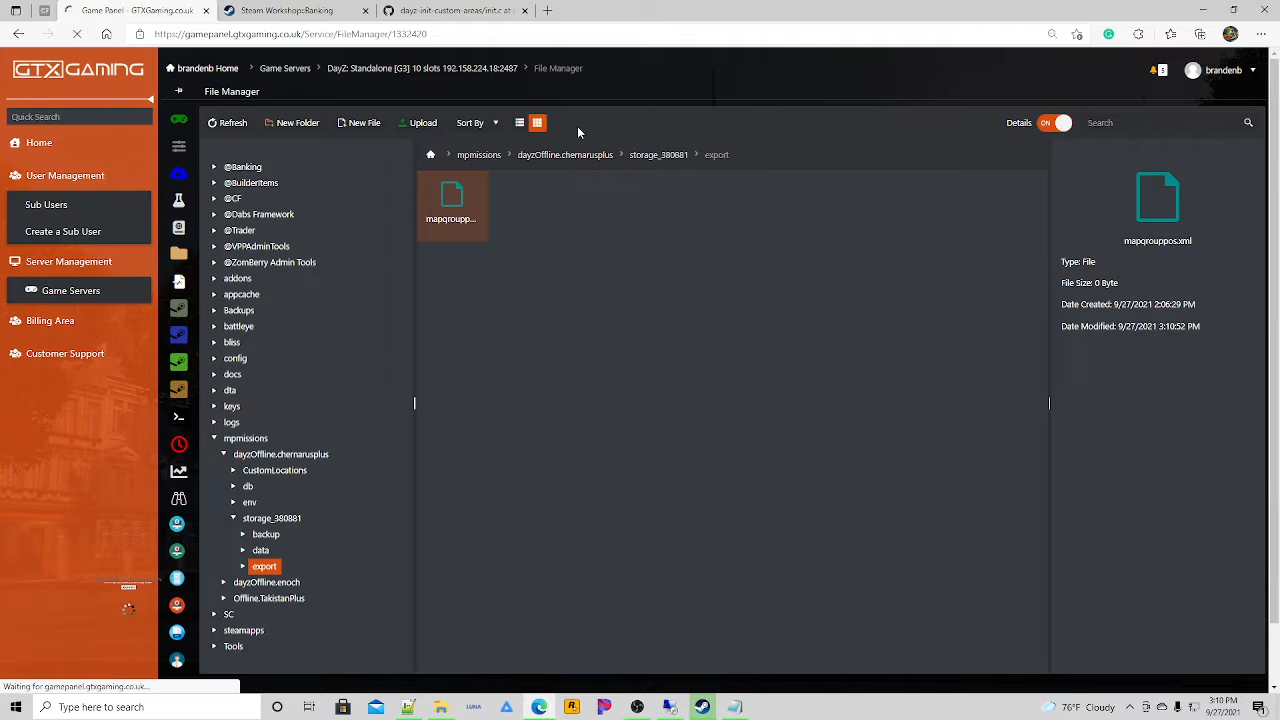 Game Panel - GTXGaming.co.uk
Steam Workshop::Banking
dayz-init-custom-areas/init.c at
https://gamepanel.gtxgaming.co.uk/Service/FileManager/1332420
GTXGAMING
brandenb Home
Game Servers
DayZ: Standalone [G3] 10 slots 192.158.224.18:2487
File Manager
5
brandenb
File Manager
Quick Search
Home
User Management
Sub Users
Create a Sub User
Server Management
Game Servers
Billing Area
Customer Support
Refresh
New Folder
New File
Upload
Sort By
Details
ON
Search
@Banking
@BuilderItems
@CF
@Dabs Framework
@Trader
@VPPAdminTools
@ZomBerry Admin Tools
addons
appcache
Backups
battleye
bliss
config
docs
dta
keys
logs
mpmissions
dayzOffline.chernarusplus
CustomLocations
db
env
storage_380881
backup
data
export
dayzOffline.enoch
Offline.TakistanPlus
SC
steamapps
Tools
mpmissions
dayzOffline.chernarusplus
storage_380881
export
mapgroupp...
mapgrouppos.xml
Type: File
File Size: 0 Byte
Date Created: 9/27/2021 2:06:29 PM
Date Modified: 9/27/2021 3:10:52 PM
Waiting for gamepanel.gtxgaming.co.uk...
Type here to search
LUNA
76°F
3:10 PM
9/27/2021